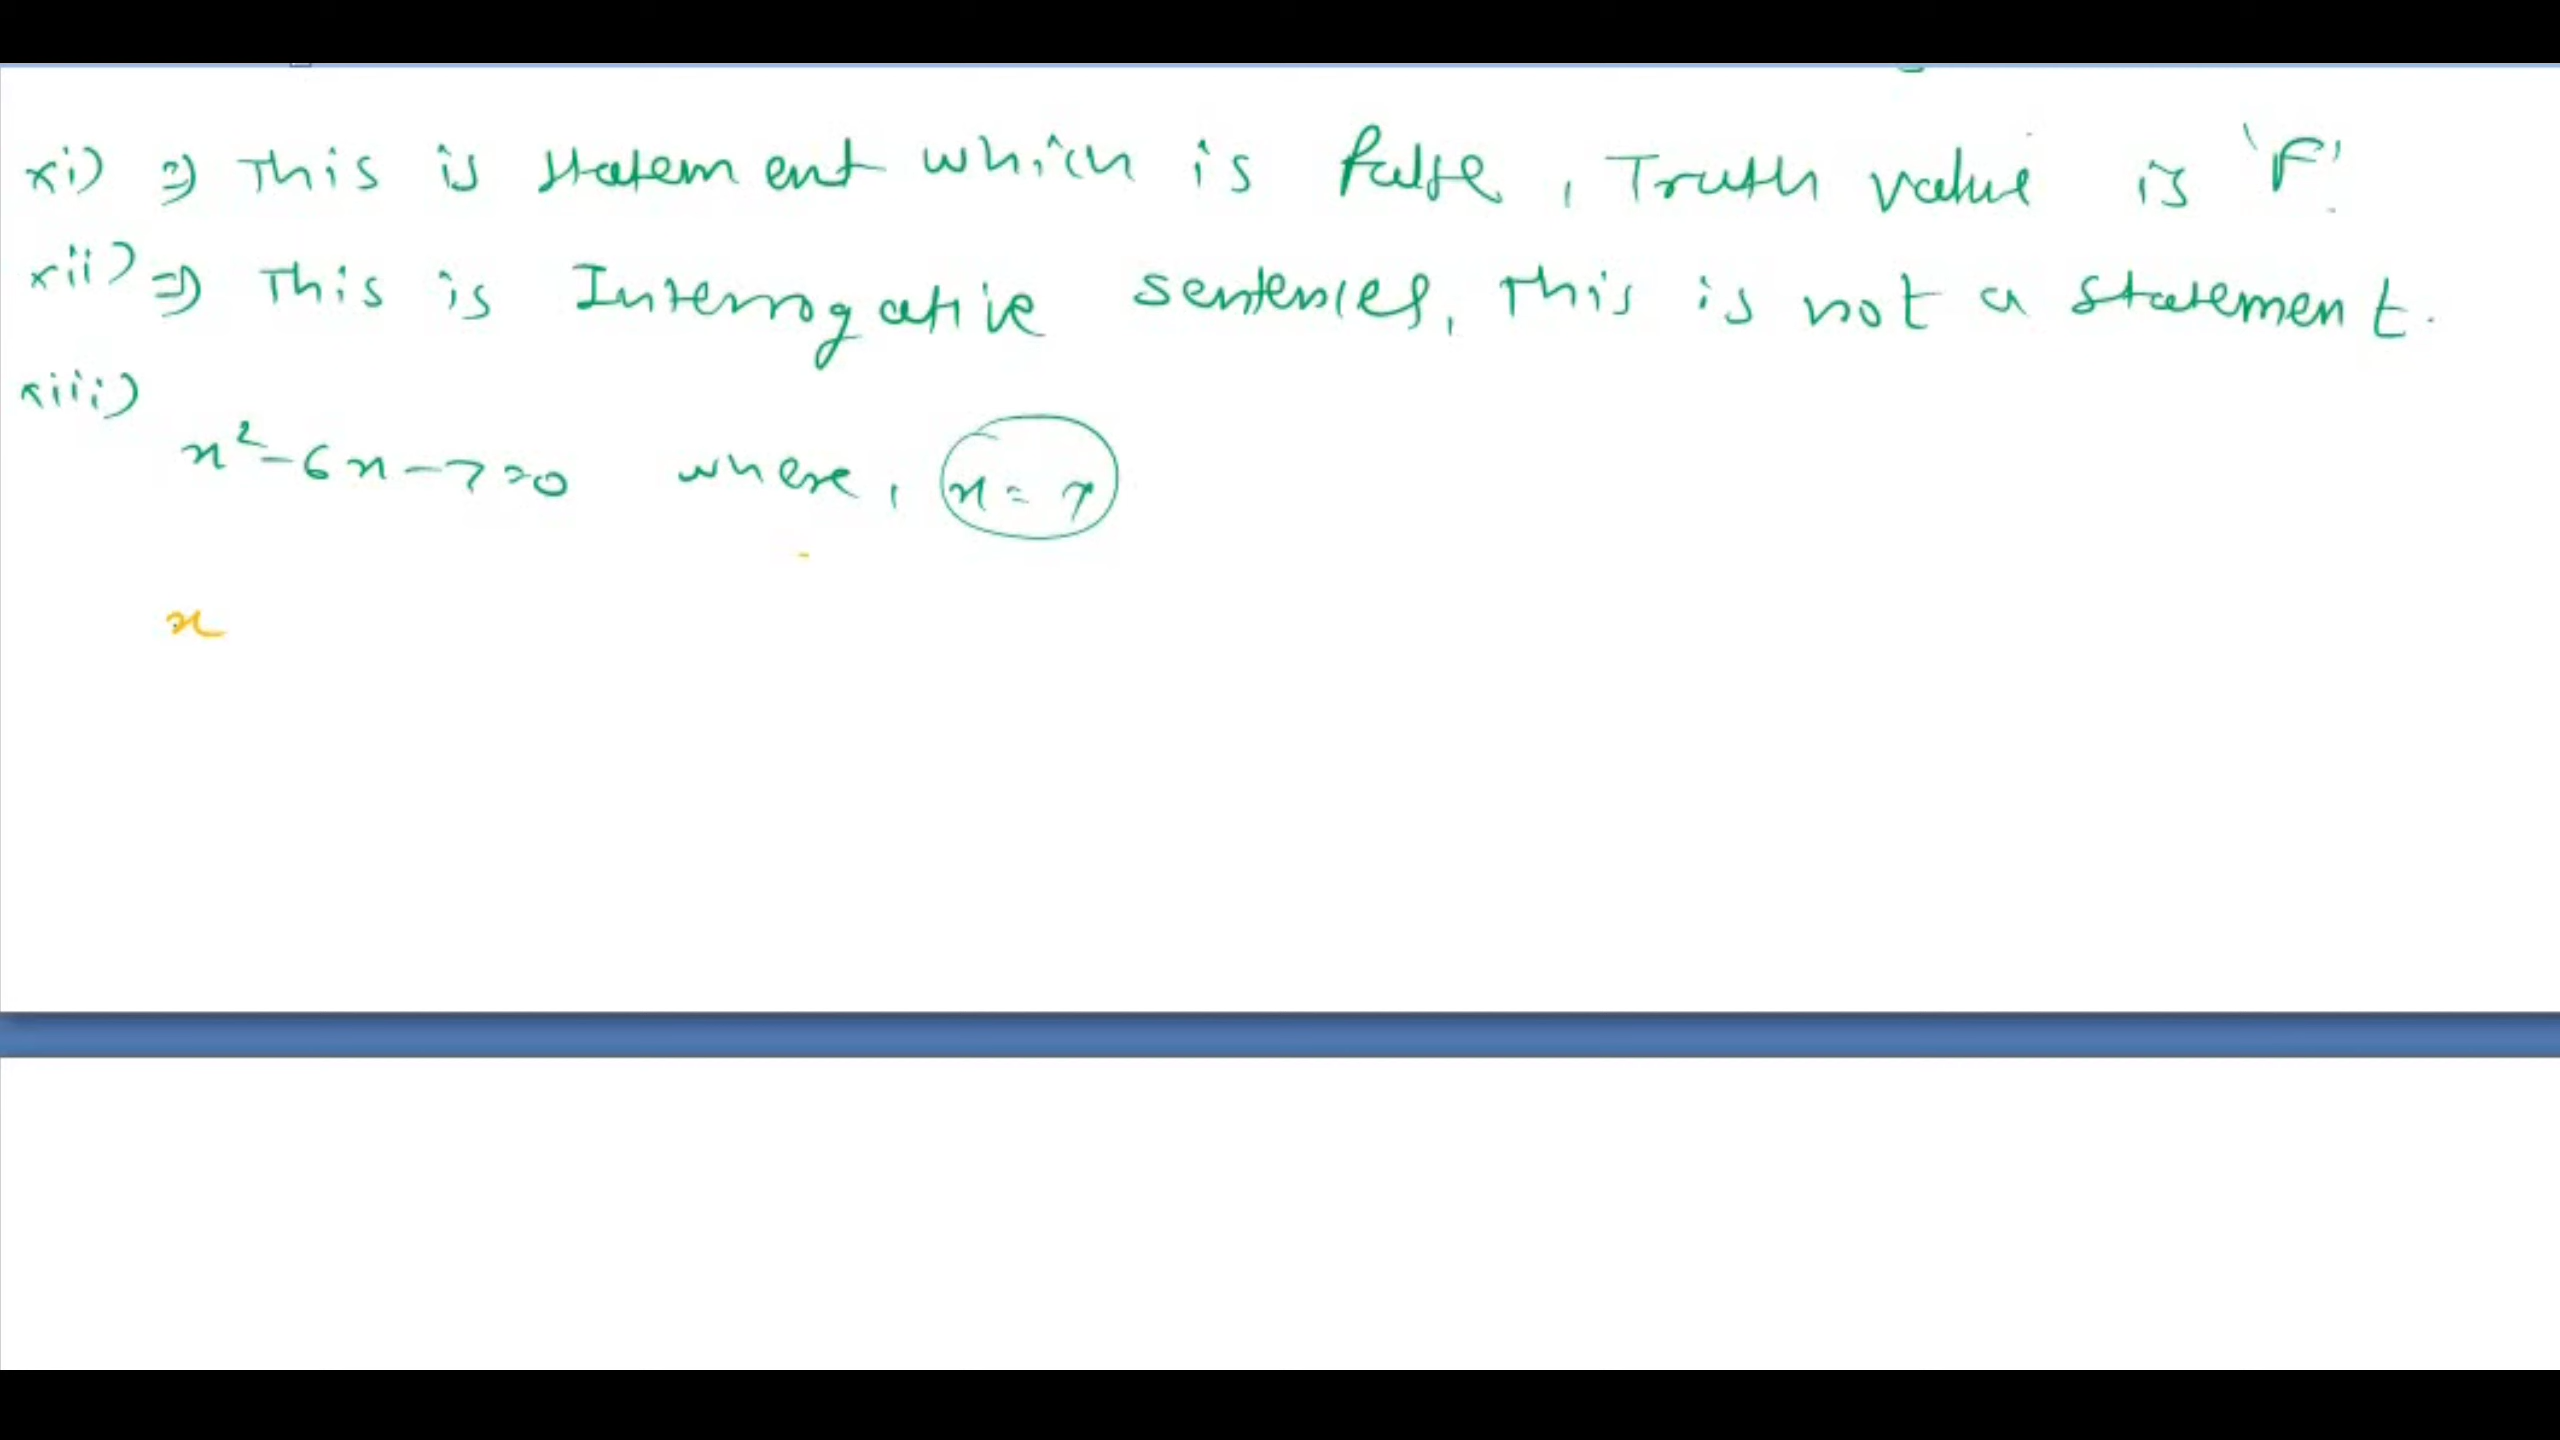 xi) ⇒ This is statement which is false, Truth value is 'F'.
xii) ⇒ This is Interrogative sentences, This is not a statement.
xiii)
x² - 6x - 7 = 0 where, x = 7
x